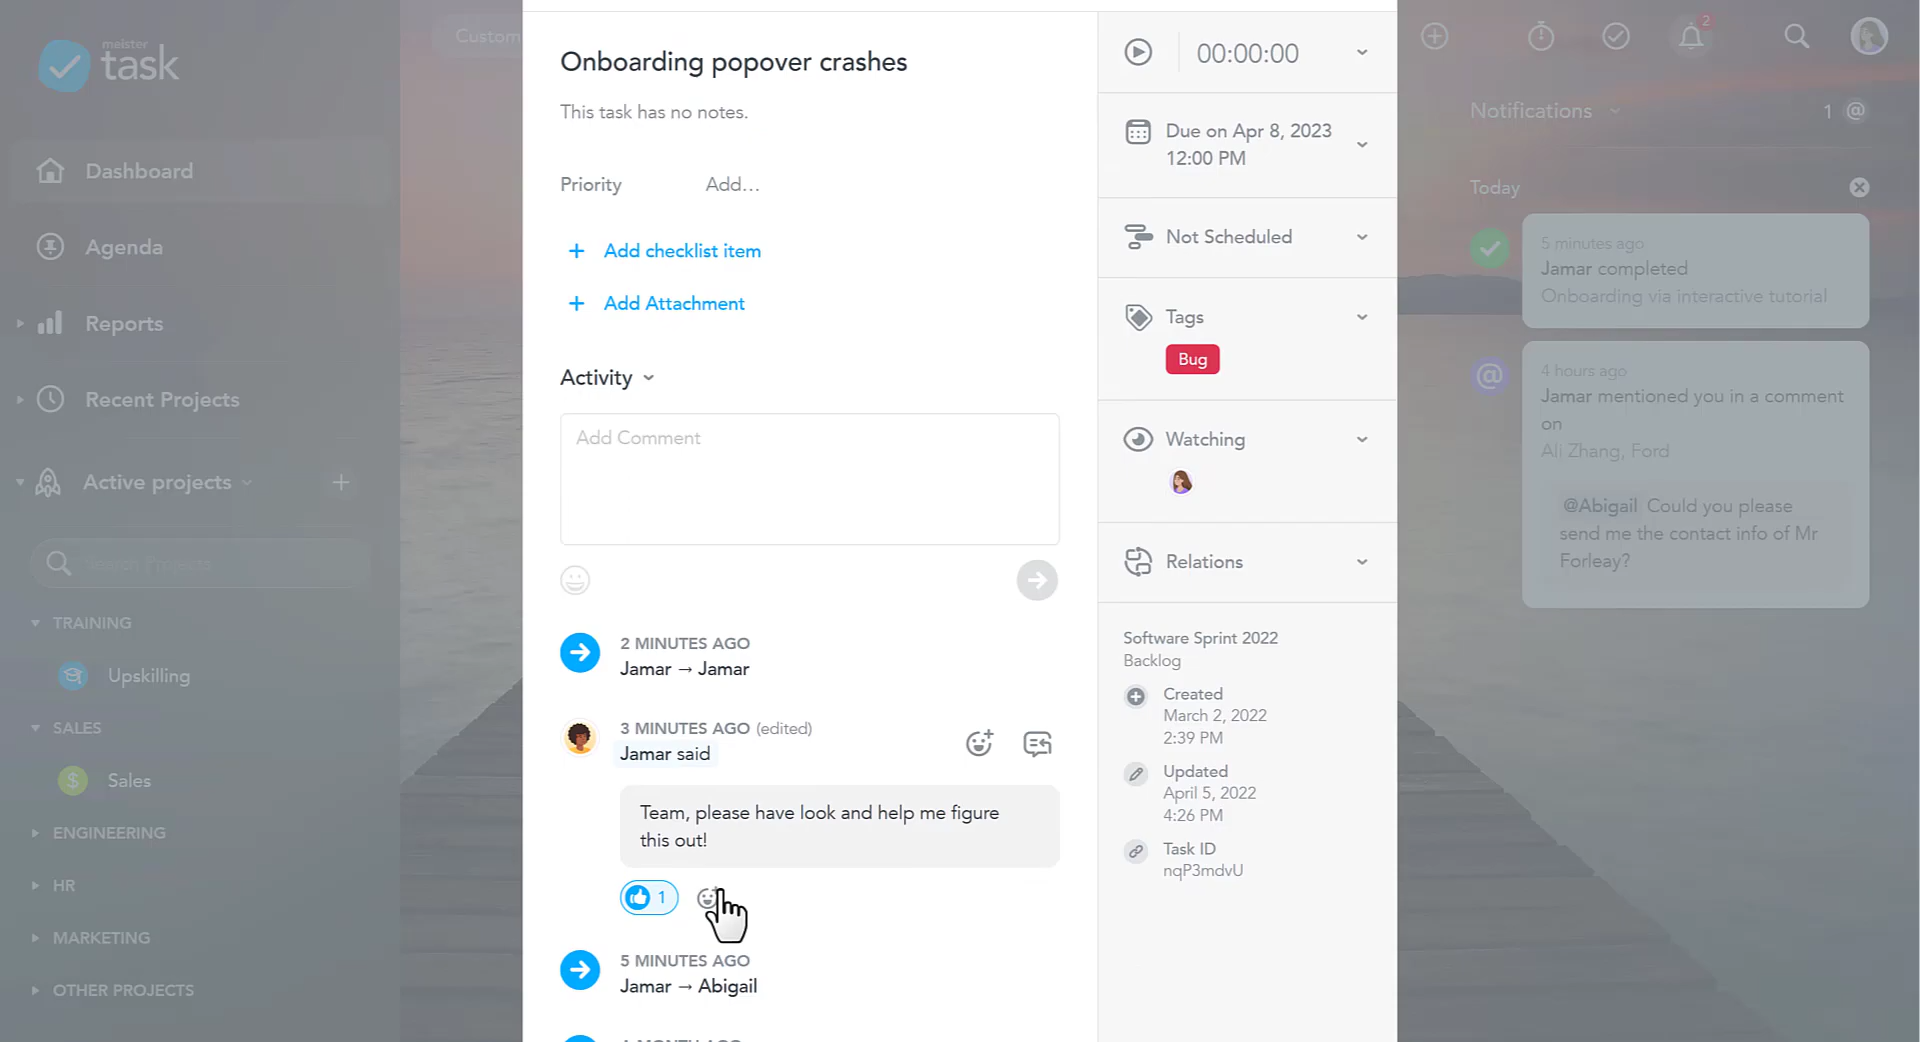 meister
task
Custom
Dashboard
Agenda
Reports
Recent Projects
Active projects
Search Projects
TRAINING
Upskilling
SALES
Sales
ENGINEERING
HR
MARKETING
OTHER PROJECTS
Onboarding popover crashes
This task has no notes.
Priority Add...
Add checklist item
Add Attachment
Activity
Add Comment
2 MINUTES AGO
Jamar → Jamar
3 MINUTES AGO (edited)
Jamar said
Team, please have look and help me figure
this out!
1
5 MINUTES AGO
Jamar → Abigail
00:00:00
Due on Apr 8, 2023
12:00 PM
Not Scheduled
Tags
Bug
Watching
Relations
Software Sprint 2022
Backlog
Created
March 2, 2022
2:39 PM
Updated
April 5, 2022
4:26 PM
Task ID
nqP3mdvU
2
Notifications 1 @
Today
5 minutes ago
Jamar completed
Onboarding via interactive tutorial
@
4 hours ago
Jamar mentioned you in a comment
on
Ali Zhang, Ford
@Abigail Could you please
send me the contact info of Mr
Forleay?